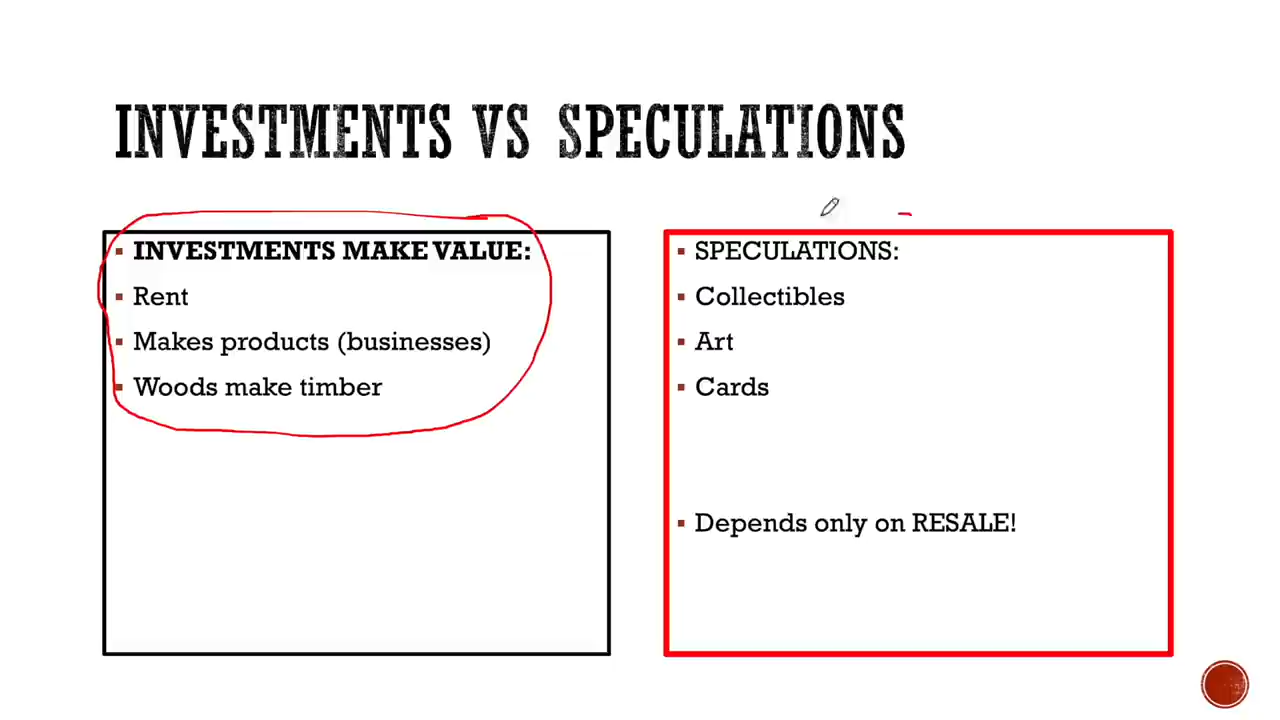 INVESTMENTS VS SPECULATIONS
INVESTMENTS MAKE VALUE:
Rent
Makes products (businesses)
Woods make timber
SPECULATIONS:
Collectibles
Art
Cards
Depends only on RESALE!